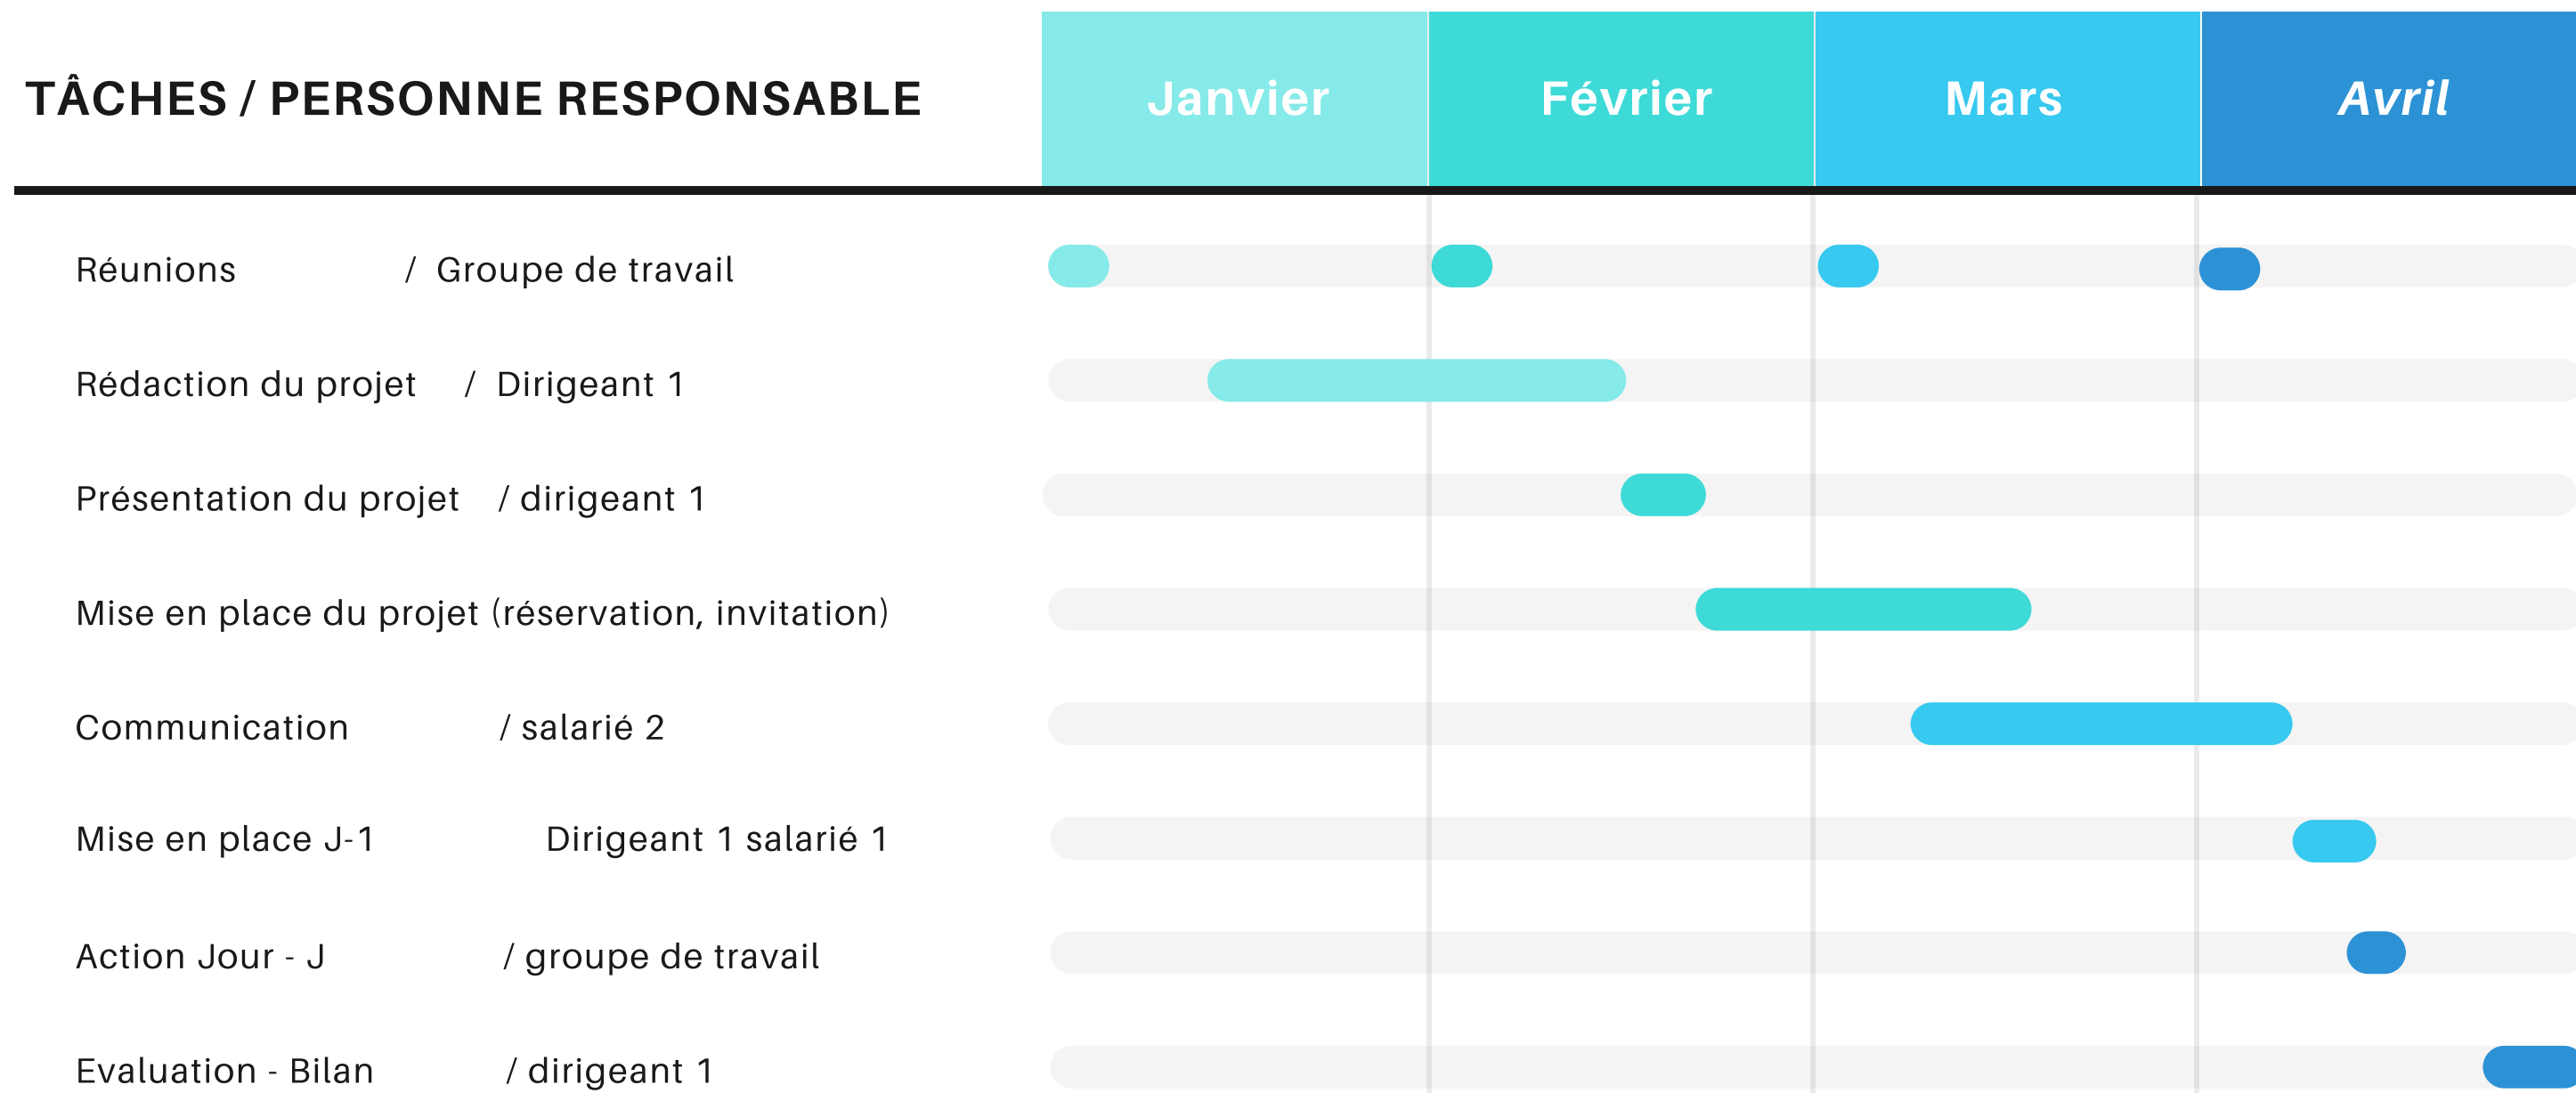 TÂCHES / PERSONNE RESPONSABLE Janvier Février Mars Avril
Réunions / Groupe de travail
Rédaction du projet / Dirigeant 1
Présentation du projet / dirigeant 1
Mise en place du projet (réservation, invitation)
Communication / salarié 2
Mise en place J-1 Dirigeant 1 salarié 1
Action Jour - J / groupe de travail
Evaluation - Bilan / dirigeant 1